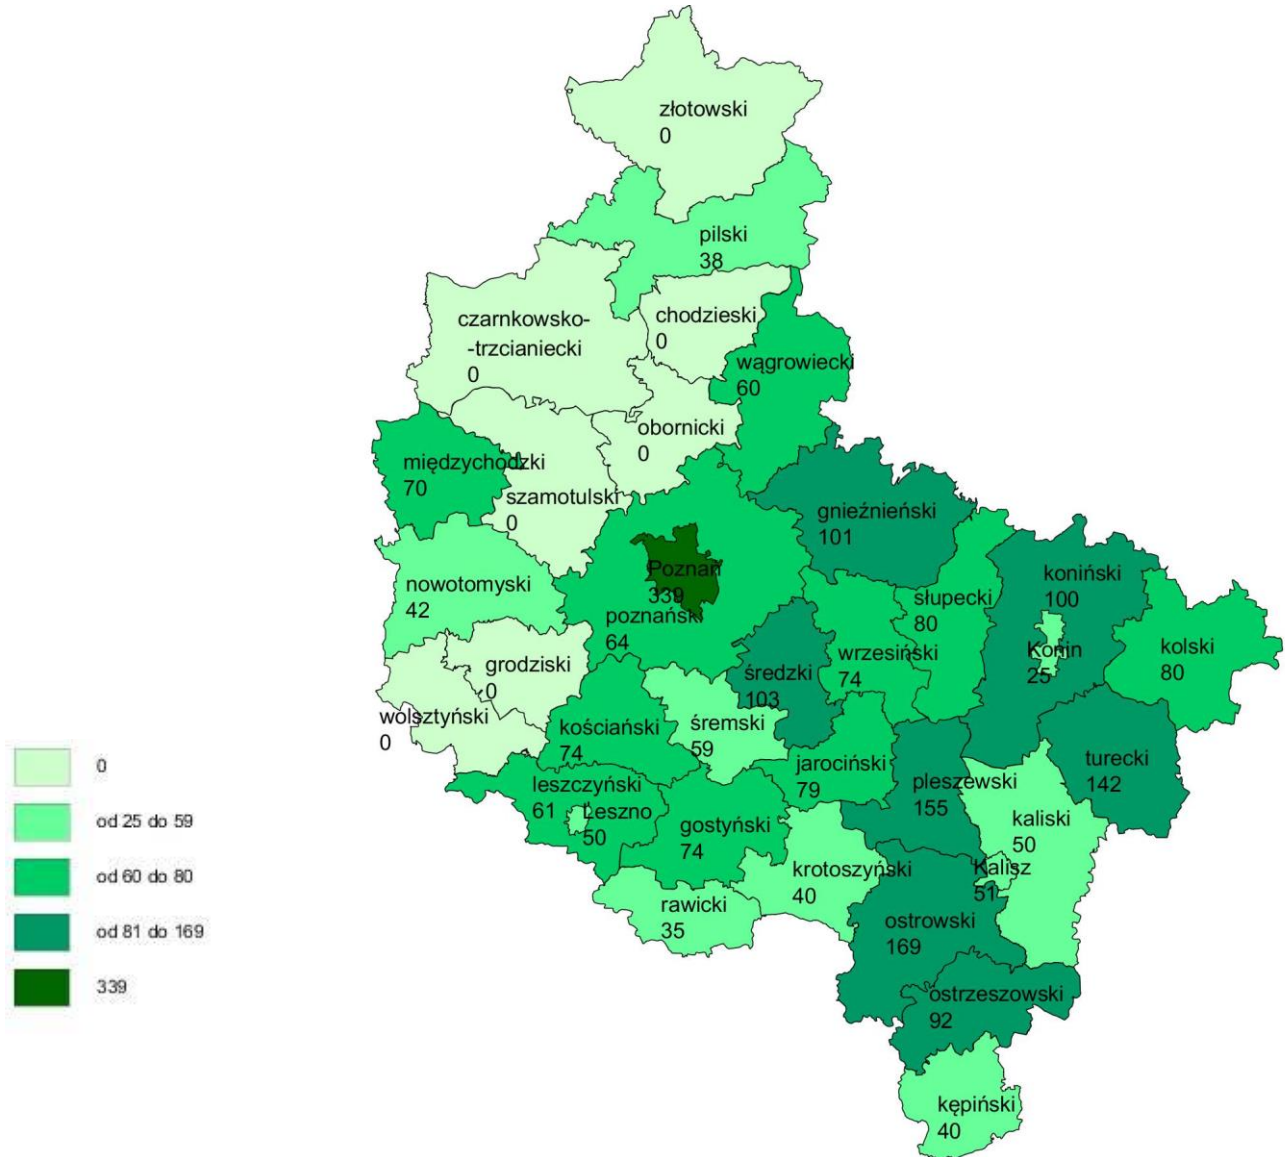 złotowski
0
pilski
38
chodzieski
0
czarnkowsko-
-trzcianiecki
0
wągrowiecki
60
obornicki
0
międzychodzki
70
szamotulski
0
gnieźnieński
101
Poznań
339
poznański
64
nowotomyski
42
słupecki
80
koniński
100
Konin
25
kolski
80
grodziski
0
wrzesiński
74
średzki
103
wolsztyński
0
kościański
74
śremski
59
jarociński
79
pleszewski
155
turecki
142
leszczyński
61
Leszno
50
gostyński
74
kaliski
50
Kalisz
51
krotoszyński
40
rawicki
35
ostrowski
169
ostrzeszowski
92
kępiński
40
0
od 25 do 59
od 60 do 80
od 81 do 169
339